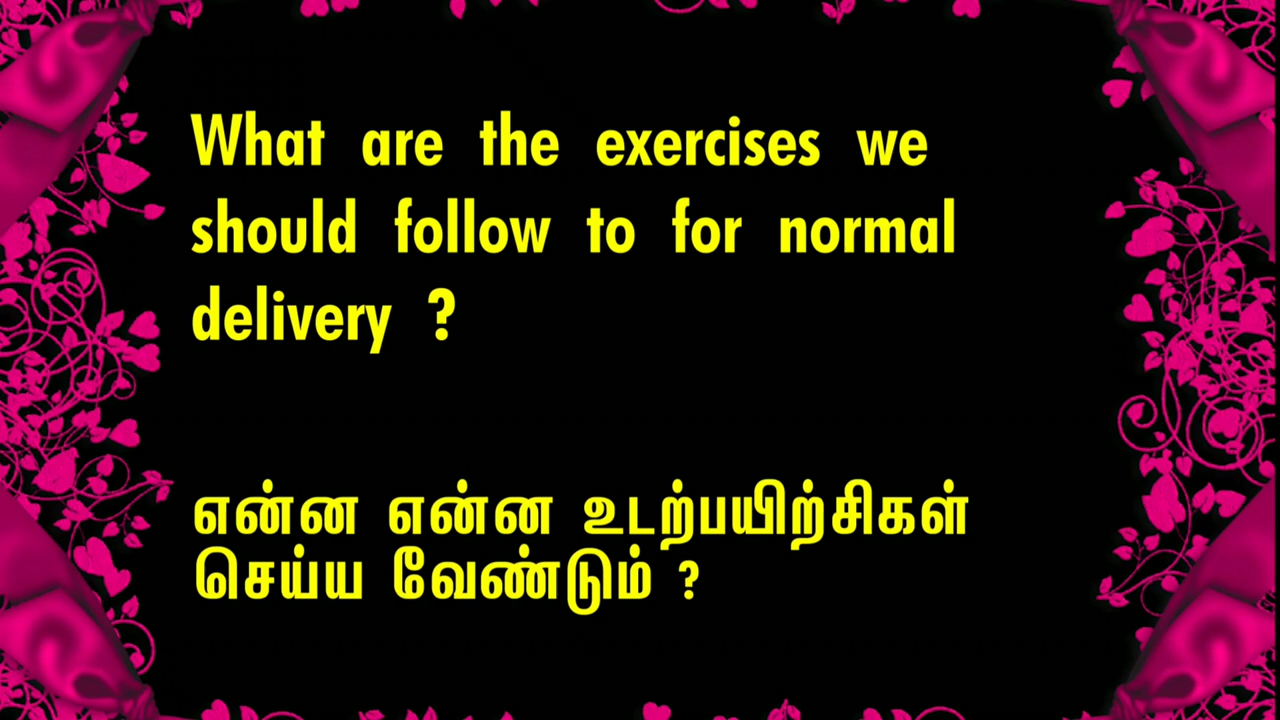 What are the exercises we
should follow to for normal
delivery ?
என்ன என்ன உடற்பயிற்சிகள்
செய்ய வேண்டும் ?